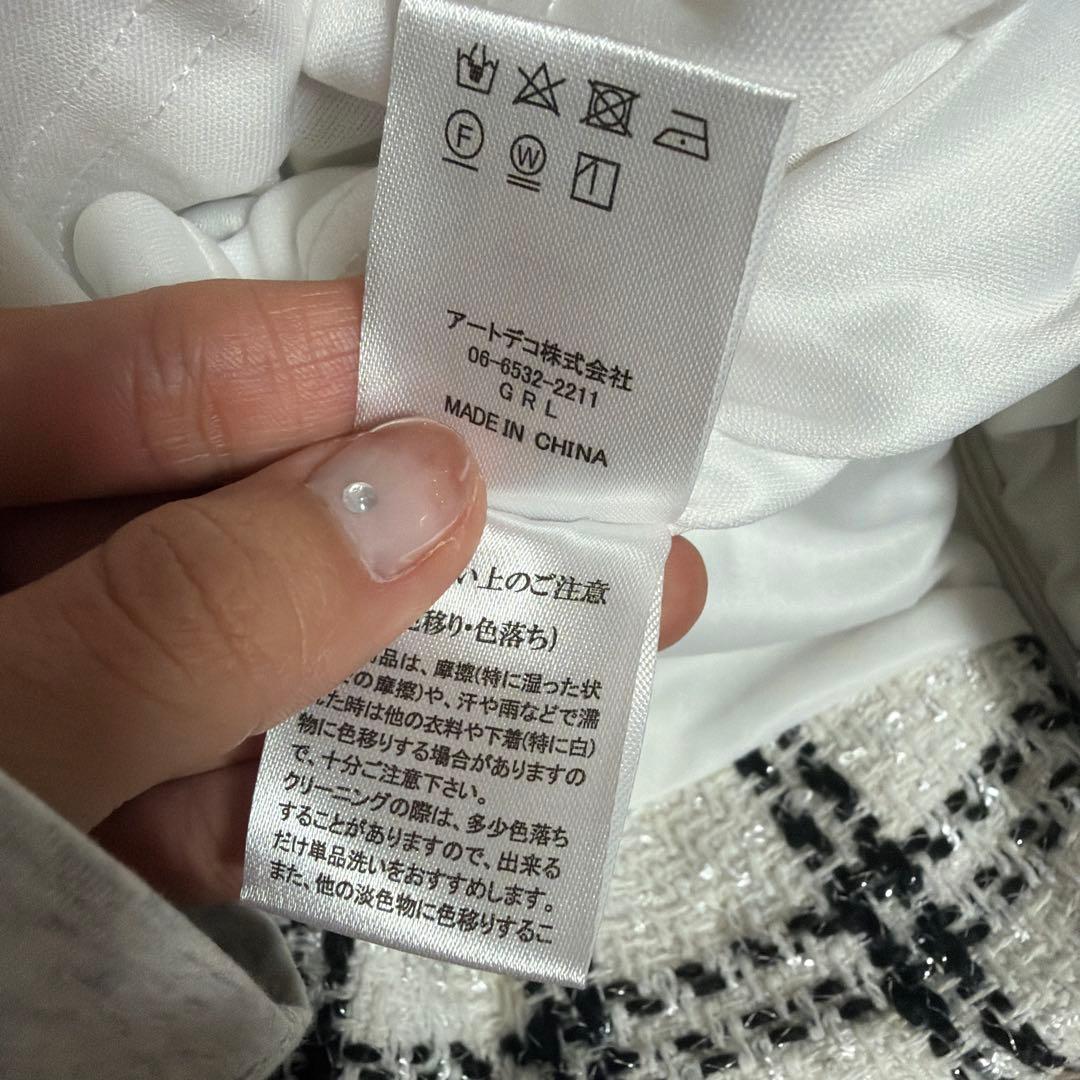 F
W
アートデコ株式会社
06-6532-2211
GRL
MADE IN CHINA
い上のご注意
移り・色落ち)
品は、摩擦(特に湿った状
の摩擦)や、汗や雨などで濡
た時は他の衣料や下着(特に白)
物に色移りする場合がありますの
で、十分ご注意下さい。
クリーニングの際は、多少色落ち
することがありますので、出来る
だけ単品洗いをおすすめします。
また、他の淡色物に色移りするこ